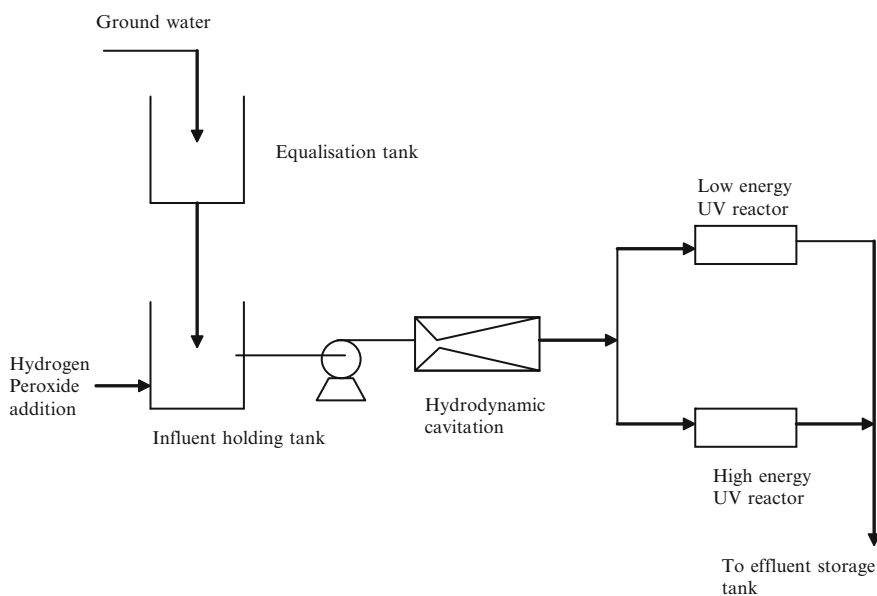 Ground water
Equalisation tank
Low energy
UV reactor
Hydrogen
Peroxide
addition
Influent holding tank
Hydrodynamic
cavitation
High energy
UV reactor
To effluent storage
tank